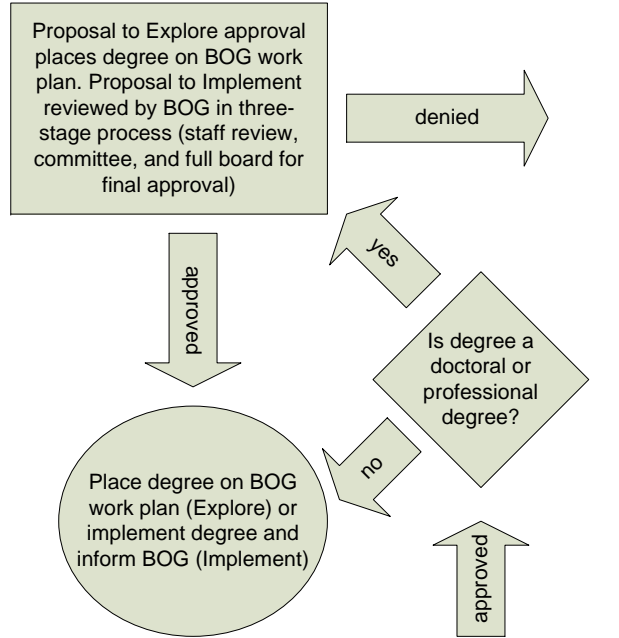 Proposal to Explore approval
places degree on BOG work
plan. Proposal to Implement
reviewed by BOG in three-
stage process (staff review,
committee, and full board for
final approval)
denied
yes
approved
Is degree a
doctoral or
professional
degree?
no
Place degree on BOG
work plan (Explore) or
implement degree and
inform BOG (Implement)
approved